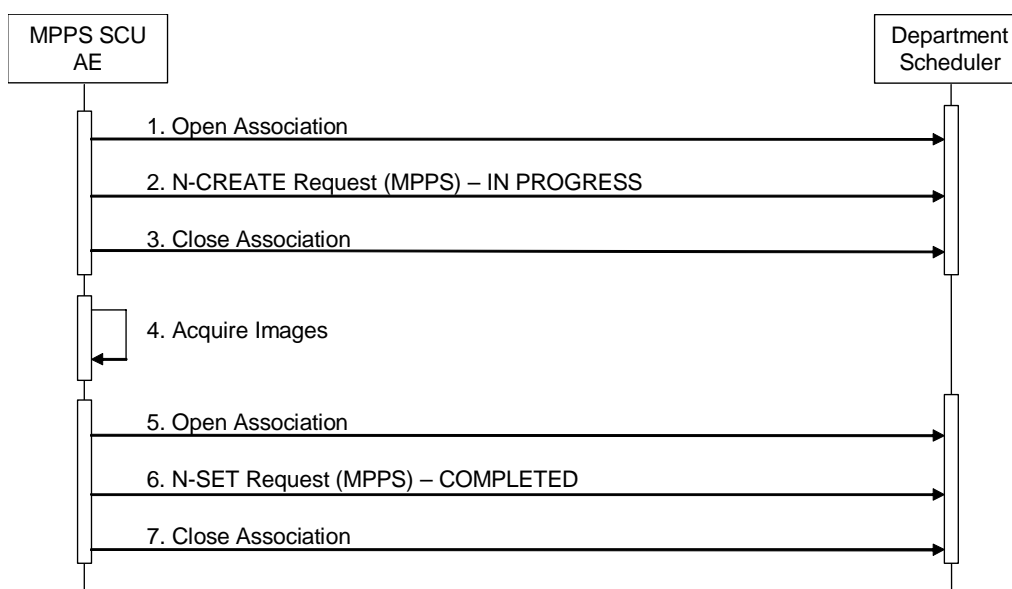 MPPS SCU
AE
Department
Scheduler
1. Open Association
2. N-CREATE Request (MPPS) – IN PROGRESS
3. Close Association
4. Acquire Images
5. Open Association
6. N-SET Request (MPPS) – COMPLETED
7. Close Association